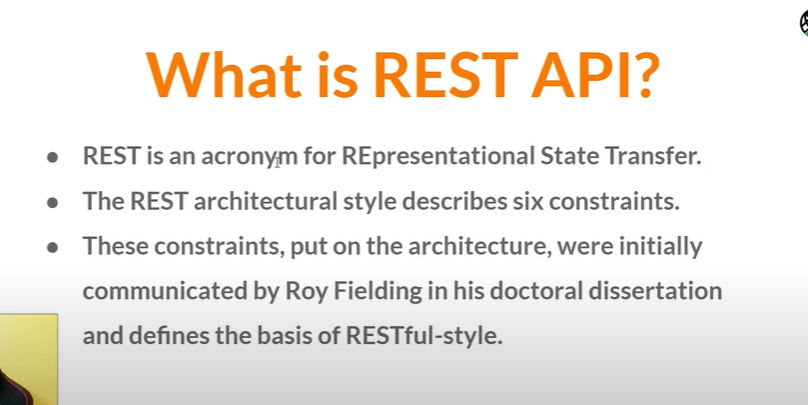 What is REST API?
● REST is an acronym for REpresentational State Transfer.
● The REST architectural style describes six constraints.
● These constraints, put on the architecture, were initially
communicated by Roy Fielding in his doctoral dissertation
and defines the basis of RESTful-style.